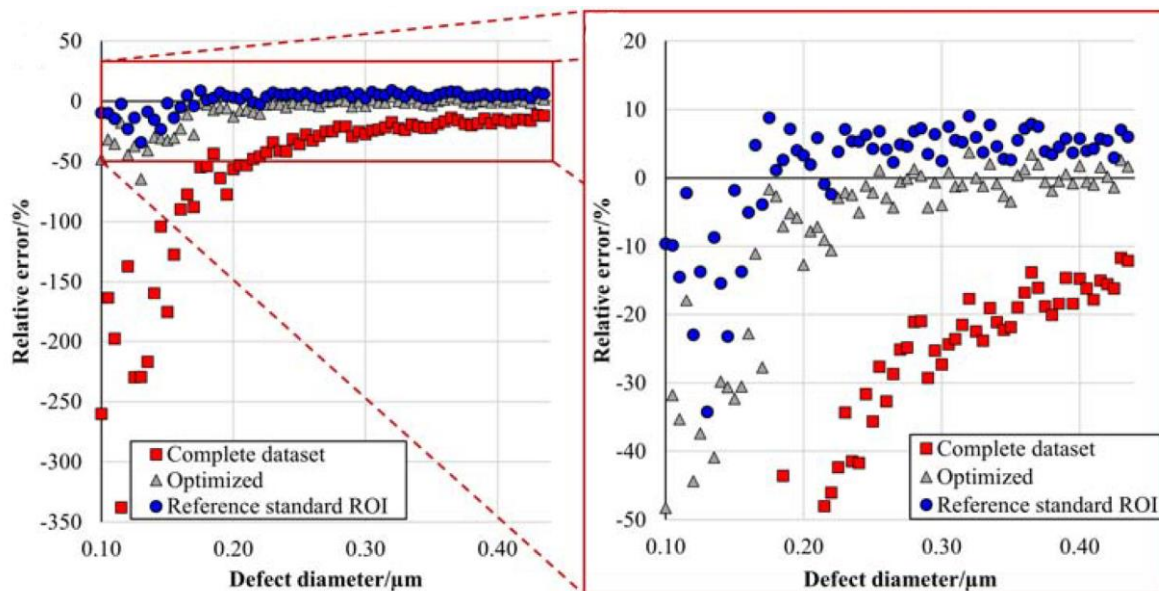 50
0
-50
-100
-150
-200
-250
-300
-350
Relative error/%
Complete dataset
Optimized
Reference standard ROI
0.10 0.20 0.30 0.40
Defect diameter/µm
20
10
0
-10
-20
-30
-40
-50
Relative error/%
Complete dataset
Optimized
Reference standard ROI
0.10 0.20 0.30 0.40
Defect diameter/µm